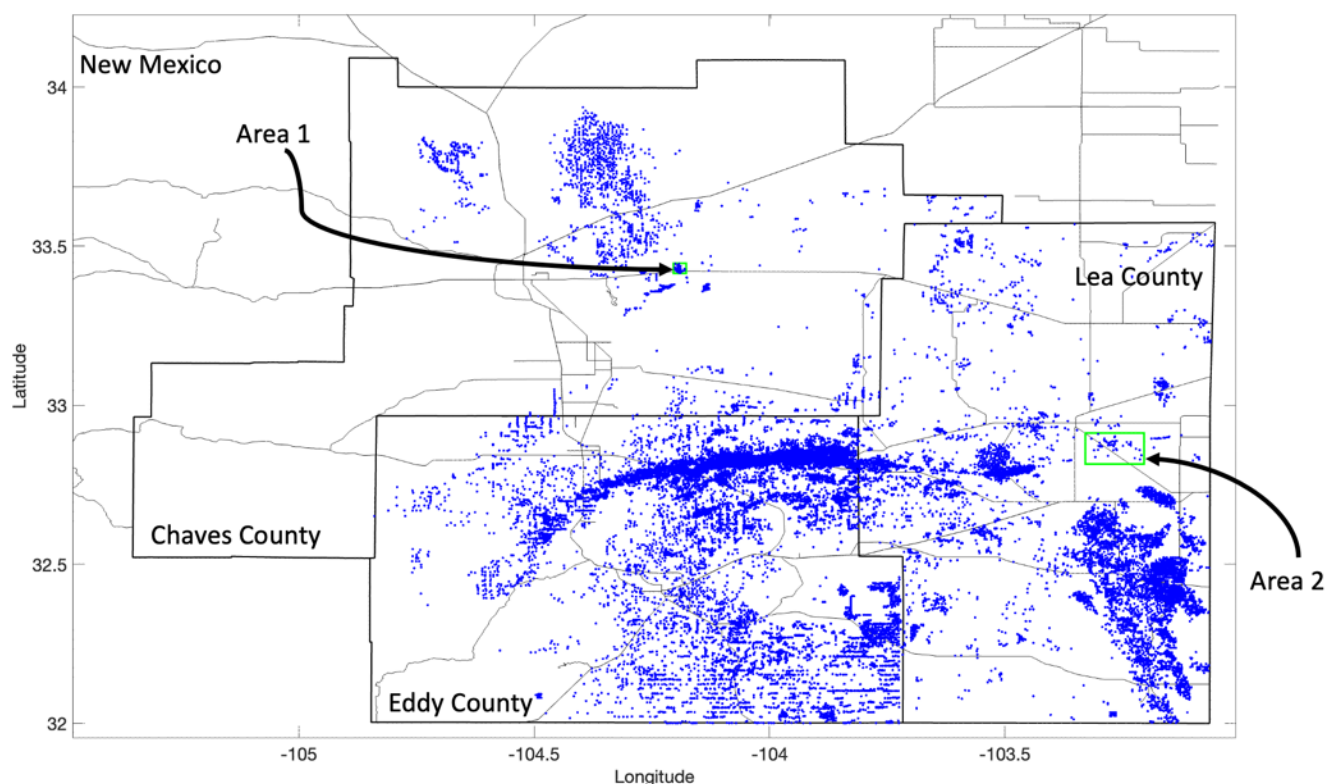 New Mexico
34
Area 1
33.5
Lea County
Latitude
33
Chaves County
32.5
Area 2
Eddy County
32
-105
-104.5
-104
-103.5
Longitude